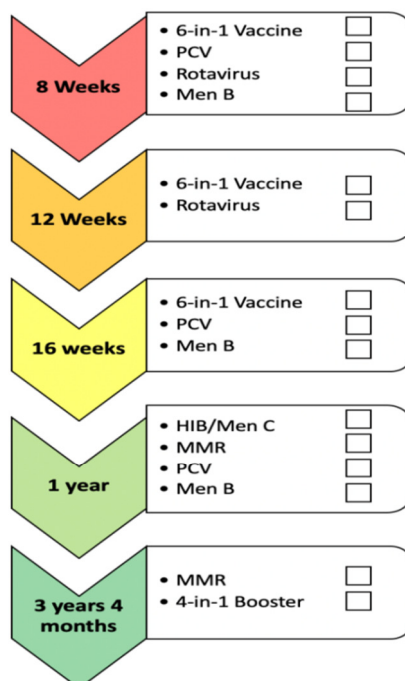 8 Weeks
• 6-in-1 Vaccine
• PCV
• Rotavirus
• Men B
12 Weeks
• 6-in-1 Vaccine
• Rotavirus
16 weeks
• 6-in-1 Vaccine
• PCV
• Men B
1 year
• HIB/Men C
• MMR
• PCV
• Men B
3 years 4
months
• MMR
• 4-in-1 Booster